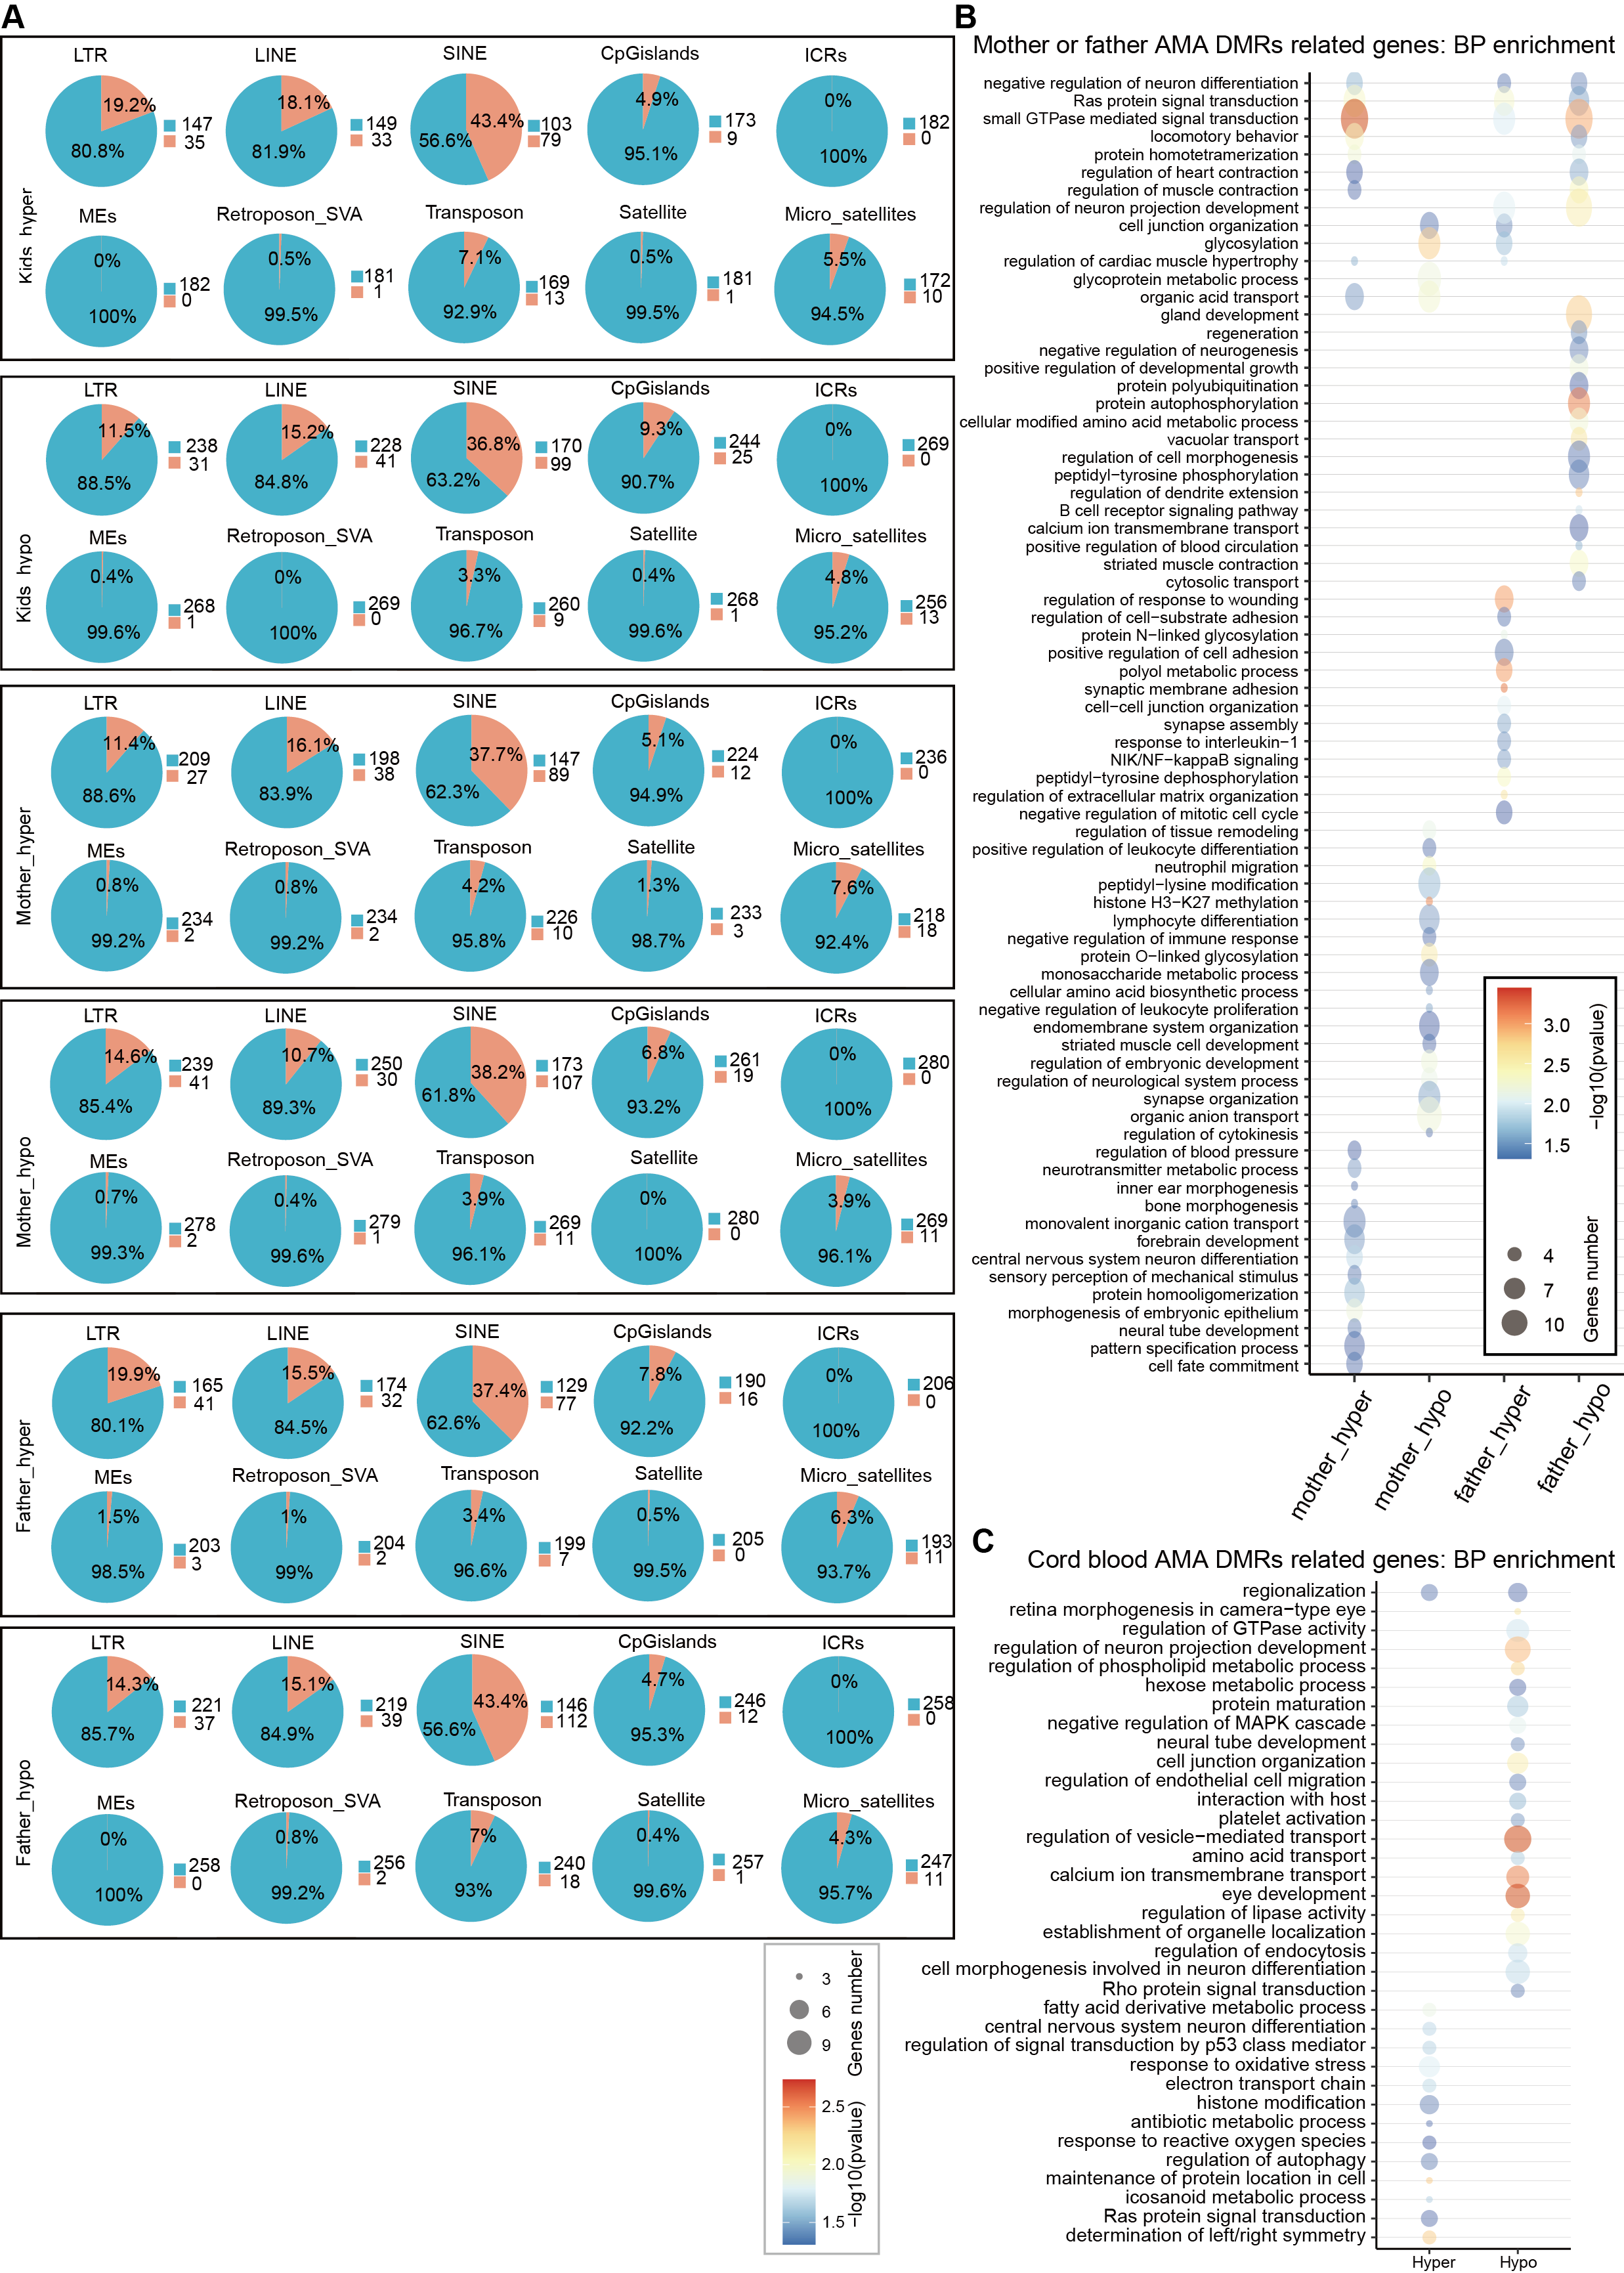 A
LTR
LINE
SINE
CpGislands
ICRs
19.2%
80.8%
147
35
18.1%
81.9%
149
33
43.4%
56.6%
103
79
4.9%
95.1%
173
9
0%
100%
182
0
Kids hyper
MEs
Retroposon_SVA
Transposon
Satellite
Micro_satellites
0%
100%
182
0
0.5%
99.5%
181
1
7.1%
92.9%
169
13
0.5%
99.5%
181
1
5.5%
94.5%
172
10
LTR
LINE
SINE
CpGislands
ICRs
11.5%
88.5%
238
31
15.2%
84.8%
228
41
36.8%
63.2%
170
99
9.3%
90.7%
244
25
0%
100%
269
0
Kids hypo
MEs
Retroposon_SVA
Transposon
Satellite
Micro_satellites
0.4%
99.6%
268
1
0%
100%
269
0
3.3%
96.7%
260
9
0.4%
99.6%
268
1
4.8%
95.2%
256
13
LTR
LINE
SINE
CpGislands
ICRs
11.4%
88.6%
209
27
16.1%
83.9%
198
38
37.7%
62.3%
147
89
5.1%
94.9%
224
12
0%
100%
236
0
Mother_hyper
MEs
Retroposon_SVA
Transposon
Satellite
Micro_satellites
0.8%
99.2%
234
2
0.8%
99.2%
234
2
4.2%
95.8%
226
10
1.3%
98.7%
233
3
7.6%
92.4%
218
18
LTR
LINE
SINE
CpGislands
ICRs
14.6%
85.4%
239
41
10.7%
89.3%
250
30
38.2%
61.8%
173
107
6.8%
93.2%
261
19
0%
100%
280
0
Mother_hypo
MEs
Retroposon_SVA
Transposon
Satellite
Micro_satellites
0.7%
99.3%
278
2
0.4%
99.6%
279
1
3.9%
96.1%
269
11
0%
100%
280
0
3.9%
96.1%
269
11
LTR
LINE
SINE
CpGislands
ICRs
19.9%
80.1%
165
41
15.5%
84.5%
174
32
37.4%
62.6%
129
77
7.8%
92.2%
190
16
0%
100%
206
0
Father_hyper
MEs
Retroposon_SVA
Transposon
Satellite
Micro_satellites
1.5%
98.5%
203
3
1%
99%
204
2
3.4%
96.6%
199
7
0.5%
99.5%
205
0
6.3%
93.7%
193
11
LTR
LINE
SINE
CpGislands
ICRs
14.3%
85.7%
221
37
15.1%
84.9%
219
39
43.4%
56.6%
146
112
4.7%
95.3%
246
12
0%
100%
258
0
Father_hypo
MEs
Retroposon_SVA
Transposon
Satellite
Micro_satellites
0%
100%
258
0
0.8%
99.2%
256
2
7%
93%
240
18
0.4%
99.6%
257
1
4.3%
95.7%
247
11
B
Mother or father AMA DMRs related genes: BP enrichment
negative regulation of neuron differentiation
Ras protein signal transduction
small GTPase mediated signal transduction
locomotory behavior
protein homotetramerization
regulation of heart contraction
regulation of muscle contraction
regulation of neuron projection development
cell junction organization
glycosylation
regulation of cardiac muscle hypertrophy
glycoprotein metabolic process
organic acid transport
gland development
regeneration
negative regulation of neurogenesis
positive regulation of developmental growth
protein polyubiquitination
protein autophosphorylation
cellular modified amino acid metabolic process
vacuolar transport
regulation of cell morphogenesis
peptidyl−tyrosine phosphorylation
regulation of dendrite extension
B cell receptor signaling pathway
calcium ion transmembrane transport
positive regulation of blood circulation
striated muscle contraction
cytosolic transport
regulation of response to wounding
regulation of cell−substrate adhesion
protein N−linked glycosylation
positive regulation of cell adhesion
polyol metabolic process
synaptic membrane adhesion
cell−cell junction organization
synapse assembly
response to interleukin−1
NIK/NF−kappaB signaling
peptidyl−tyrosine dephosphorylation
regulation of extracellular matrix organization
negative regulation of mitotic cell cycle
regulation of tissue remodeling
positive regulation of leukocyte differentiation
neutrophil migration
peptidyl−lysine modification
histone H3−K27 methylation
lymphocyte differentiation
negative regulation of immune response
protein O−linked glycosylation
monosaccharide metabolic process
cellular amino acid biosynthetic process
negative regulation of leukocyte proliferation
endomembrane system organization
striated muscle cell development
regulation of embryonic development
regulation of neurological system process
synapse organization
organic anion transport
regulation of cytokinesis
regulation of blood pressure
neurotransmitter metabolic process
inner ear morphogenesis
bone morphogenesis
monovalent inorganic cation transport
forebrain development
central nervous system neuron differentiation
sensory perception of mechanical stimulus
protein homooligomerization
morphogenesis of embryonic epithelium
neural tube development
pattern specification process
cell fate commitment
mother_hyper
mother_hypo
father_hyper
father_hypo
3.0
2.5
2.0
1.5
−log10(pvalue)
4
7
10
Genes number
C
Cord blood AMA DMRs related genes: BP enrichment
regionalization
retina morphogenesis in camera−type eye
regulation of GTPase activity
regulation of neuron projection development
regulation of phospholipid metabolic process
hexose metabolic process
protein maturation
negative regulation of MAPK cascade
neural tube development
cell junction organization
regulation of endothelial cell migration
interaction with host
platelet activation
regulation of vesicle−mediated transport
amino acid transport
calcium ion transmembrane transport
eye development
regulation of lipase activity
establishment of organelle localization
regulation of endocytosis
cell morphogenesis involved in neuron differentiation
Rho protein signal transduction
fatty acid derivative metabolic process
central nervous system neuron differentiation
regulation of signal transduction by p53 class mediator
response to oxidative stress
electron transport chain
histone modification
antibiotic metabolic process
response to reactive oxygen species
regulation of autophagy
maintenance of protein location in cell
icosanoid metabolic process
Ras protein signal transduction
determination of left/right symmetry
Hyper
Hypo
3
6
9
Genes number
2.5
2.0
1.5
−log10(pvalue)